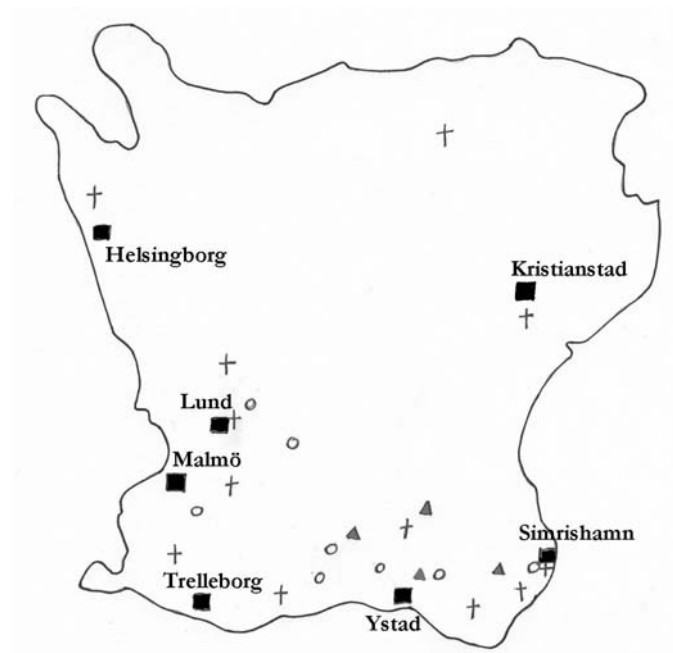 Helsingborg
Kristianstad
Lund
Malmö
Simrishamn
Trelleborg
Ystad